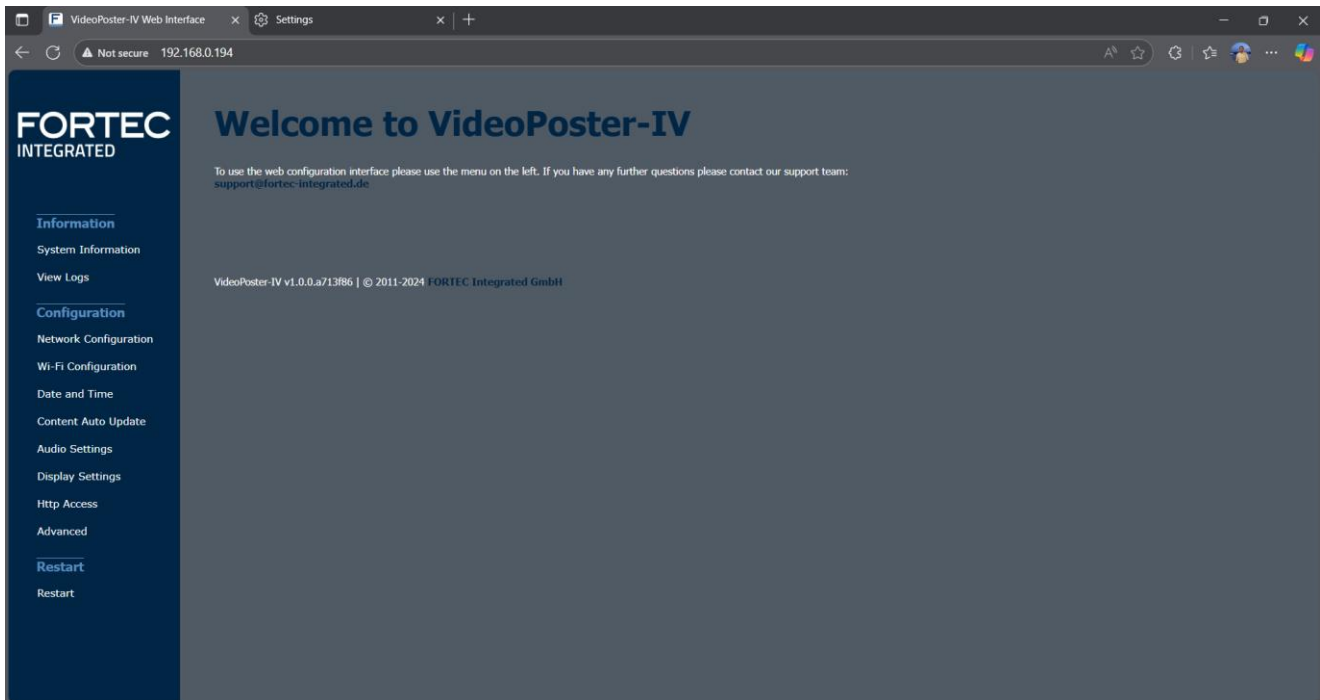 VideoPoster-IV Web Interface
Settings
Not secure 192.168.0.194
FORTEC
INTEGRATED
Welcome to VideoPoster-IV
To use the web configuration interface please use the menu on the left. If you have any further questions please contact our support team:
support@fortec-integrated.de
Information
System Information
View Logs
VideoPoster-IV v1.0.0.a713f86 | © 2011-2024 FORTEC Integrated GmbH
Configuration
Network Configuration
Wi-Fi Configuration
Date and Time
Content Auto Update
Audio Settings
Display Settings
Http Access
Advanced
Restart
Restart